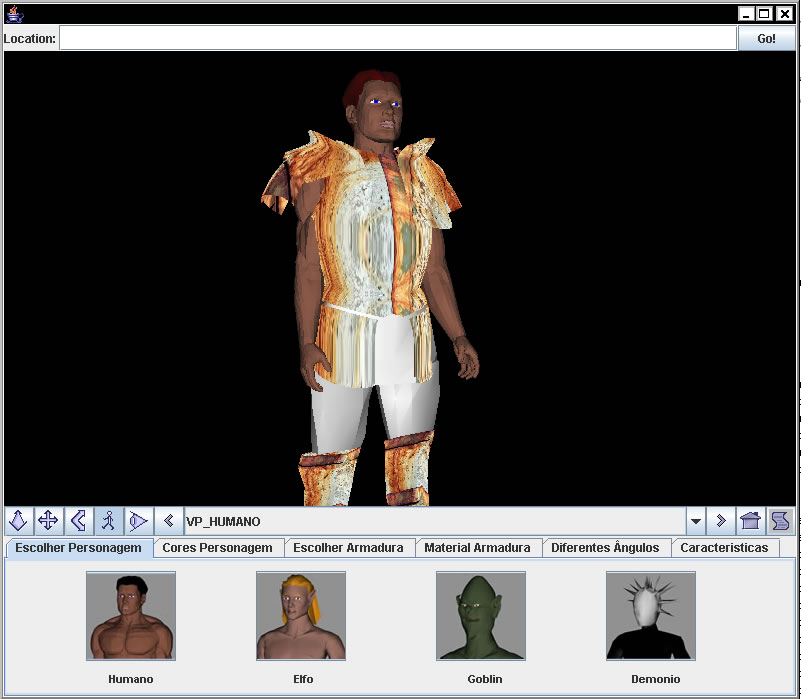 Location:
Go!
VP_HUMANO
Escolher Personagem Cores Personagem Escolher Armadura Material Armadura Diferentes Ângulos Caracteristicas
Humano Elfo Goblin Demonio